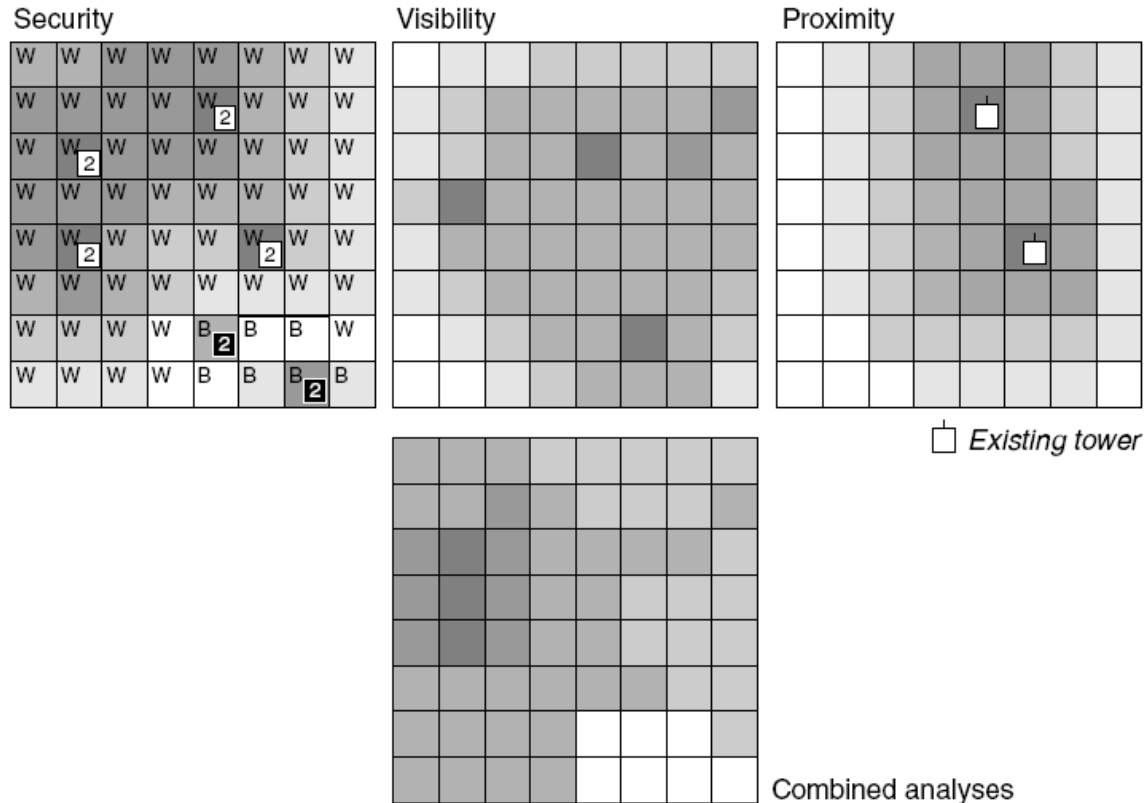 Security Visibility Proximity
W W W W W W W W
W W W W W W W W
2
W W W W W W W W
2
W W W W W W W W
W W W W W W W W
2 2
W W W W W W W W
W W W W B B B W
2
W W W W B B B B
2
Existing tower
Combined analyses